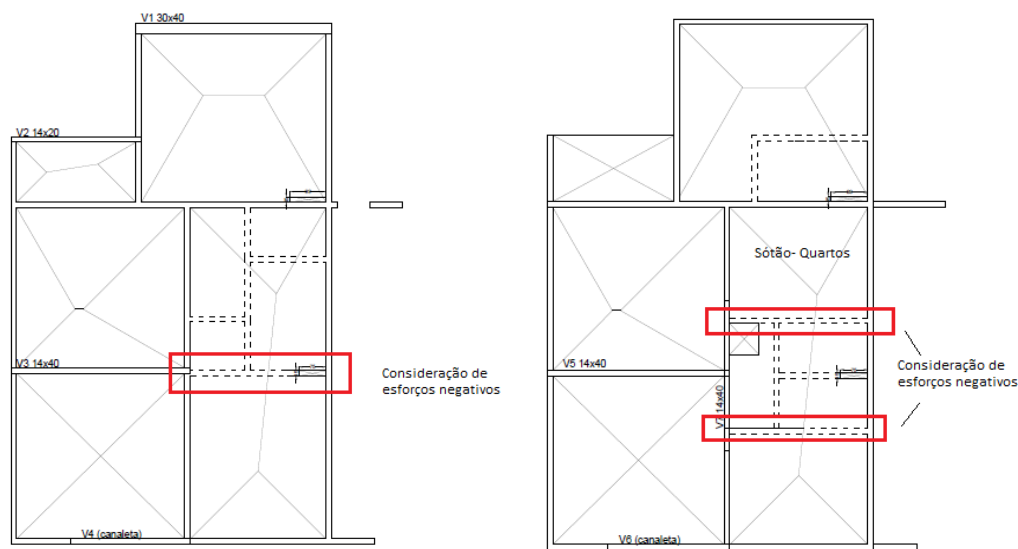 V1 30x40
V2 14x20
V3 14x40
Consideração de
esforços negativos
V4 (canaleta)
Sótão- Quartos
V5 14x40
V7 14x40
Consideração de
esforços negativos
V6 (canaleta)